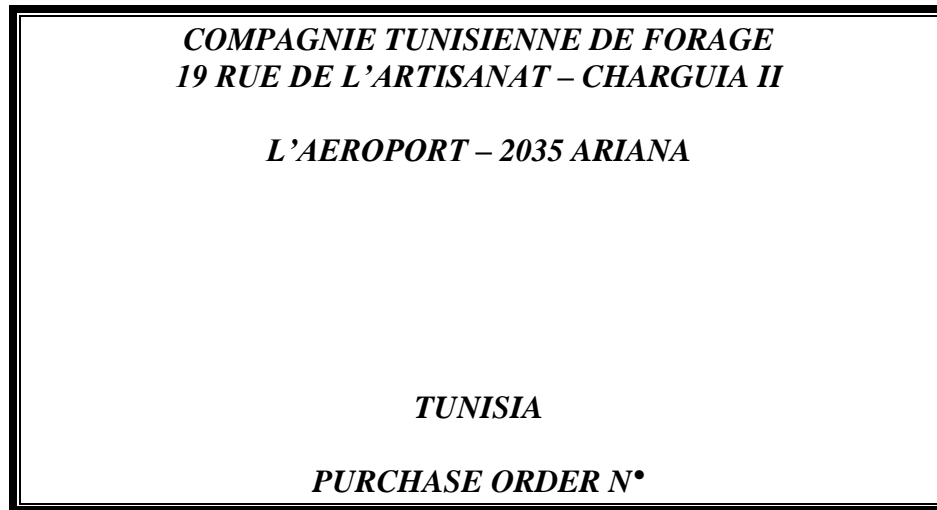 COMPAGNIE TUNISIENNE DE FORAGE
19 RUE DE L’ARTISANAT – CHARGUIA II
L’AEROPORT – 2035 ARIANA
TUNISIA
PURCHASE ORDER N•